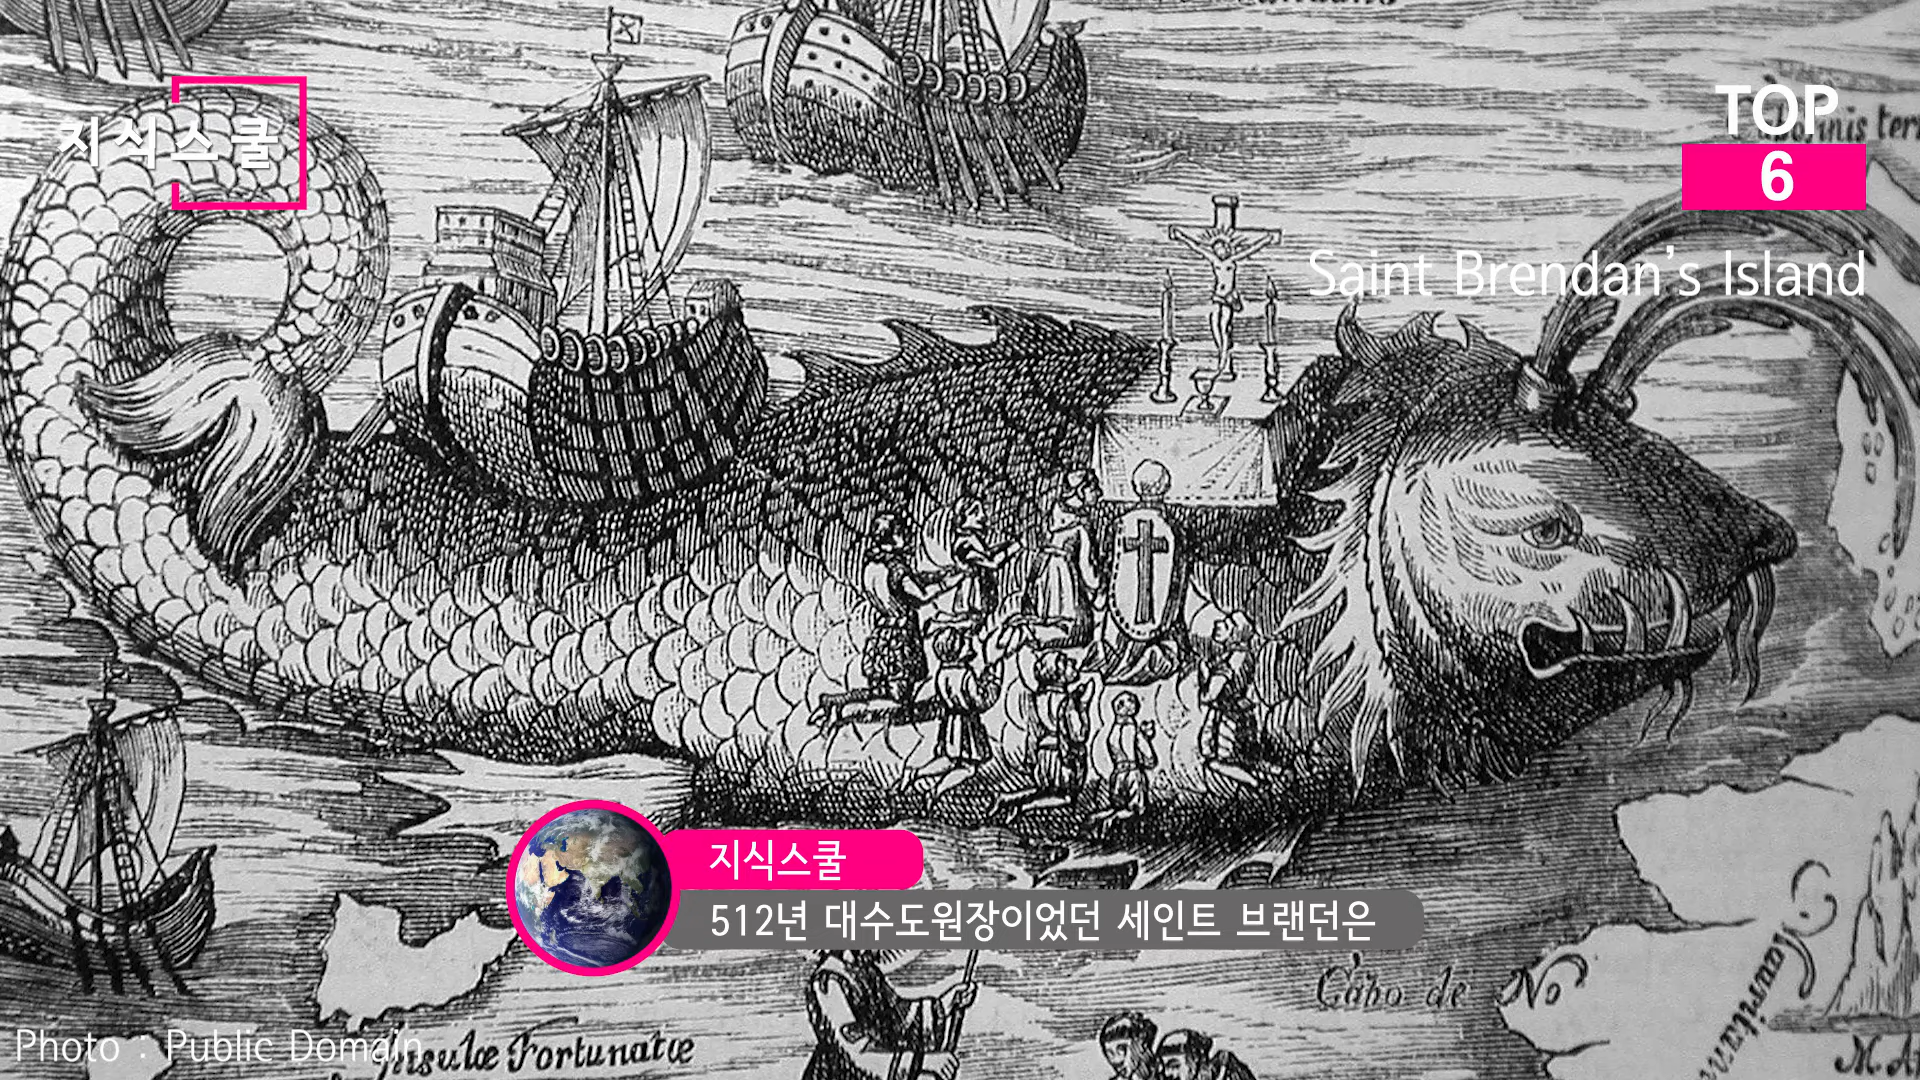 지식스쿨
TOP
6
Saint Brendan's Island
지식스쿨
512년 대수도원장이었던 세인트 브랜던은
Cabo de No
Photo : Public Domain
Insulæ Fortunatæ